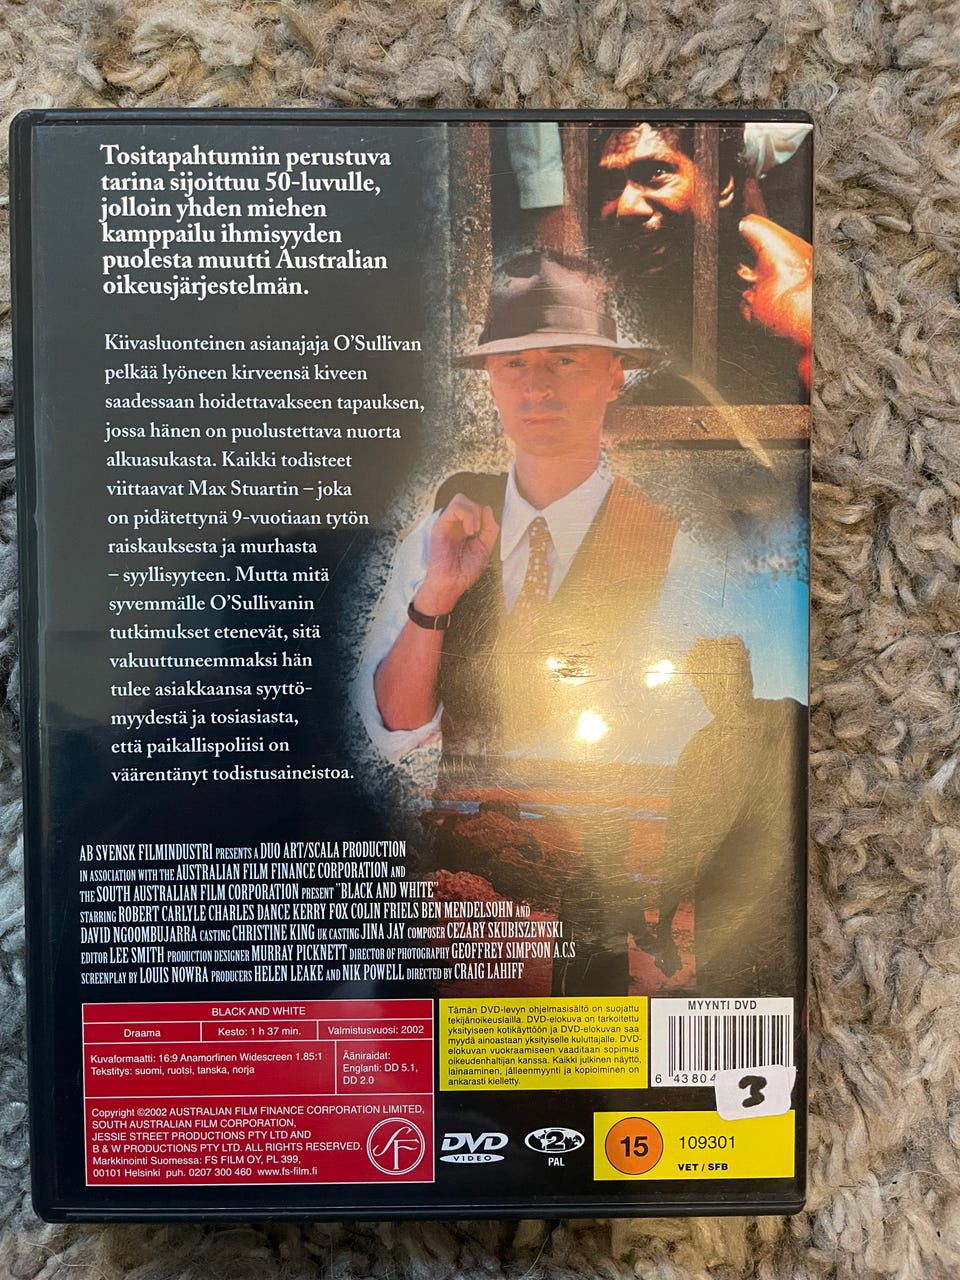 Tositapahtumiin perustuva
tarina sijoittuu 50-luvulle,
jolloin yhden miehen
kamppailu ihmisyyden
puolesta muutti Australian
oikeusjärjestelmän.
Kiivasluonteinen asianajaja O'Sullivan
pelkää lyöneen kirveensä kiveen
saadessaan hoidettavakseen tapauksen,
jossa hänen on puolustettava nuorta
alkuasukasta. Kaikki todisteet
viittaavat Max Stuartin – joka
on pidätettynä 9-vuotiaan tytön
raiskauksesta ja murhasta
– syyllisyyteen. Mutta mitä
syvemmälle O'Sullivanin
tutkimukset etenevät, sitä
vakuuttuneemmaksi hän
tulee asiakkaansa syyttö-
myydestä ja tosiasiasta,
että paikallispoliisi on
väärentänyt todistusaineistoa.
AB SVENSK FILMINDUSTRI PRESENTS A DUO ART/SCALA PRODUCTION
IN ASSOCIATION WITH THE AUSTRALIAN FILM FINANCE CORPORATION AND
THE SOUTH AUSTRALIAN FILM CORPORATION PRESENT "BLACK AND WHITE"
STARRING ROBERT CARLYLE CHARLES DANCE KERRY FOX COLIN FRIELS BEN MENDELSOHN AND
DAVID NGOOMBUJARRA CASTING CHRISTINE KING UK CASTING JINA JAY COMPOSER CEZARY SKUBISZEWSKI
EDITOR LEE SMITH PRODUCTION DESIGNER MURRAY PICKNETT DIRECTOR OF PHOTOGRAPHY GEOFFREY SIMPSON A.C.S
SCREENPLAY BY LOUIS NOWRA PRODUCERS HELEN LEAKE AND NIK POWELL DIRECTED BY CRAIG LAHIFF
BLACK AND WHITE
Draama Kesto: 1 h 37 min. Valmistusvuosi: 2002
Kuvaformaatti: 16:9 Anamorfinen Widescreen 1.85:1
Tekstitys: suomi, ruotsi, tanska, norja
Ääniraidat:
Englanti: DD 5.1,
DD 2.0
Copyright ©2002 AUSTRALIAN FILM FINANCE CORPORATION LIMITED,
SOUTH AUSTRALIAN FILM CORPORATION,
JESSIE STREET PRODUCTIONS PTY LTD AND
B & W PRODUCTIONS PTY LTD. ALL RIGHTS RESERVED.
Markkinointi Suomessa: FS FILM OY, PL 399,
00101 Helsinki puh. 0207 300 460 www.fs-film.fi
SF
Tämän DVD-levyn ohjelmasisältö on suojattu
tekijänoikeuslailla. DVD-elokuva on tarkoitettu
yksityiseen kotikäyttöön ja DVD-elokuvan saa
myydä ainoastaan yksityiselle kuluttajalle. DVD-
elokuvan vuokraamiseen vaaditaan sopimus
oikeudenhaltijan kanssa. Kaikki julkinen näyttö,
lainaaminen, jälleenmyynti ja kopioiminen on
ankarasti kielletty.
MYYNTI DVD
6 43804
3
DVD
VIDEO
2
PAL
15
109301
VET / SFB